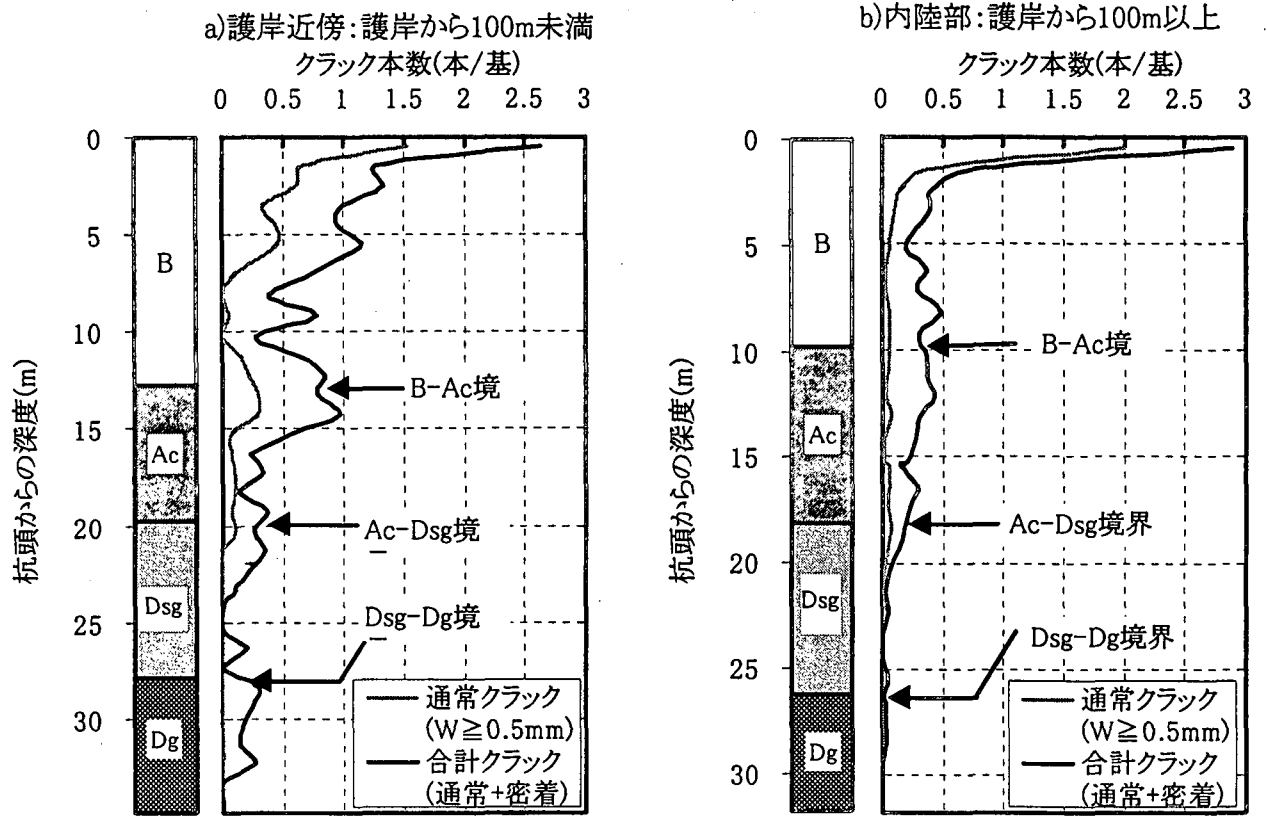 a)護岸近傍:護岸から100m未満
クラック本数(本/基)
0 0.5 1 1.5 2 2.5 3
杭頭からの深度(m)
0
5
10
15
20
25
30
B
Ac
Dsg
Dg
B-Ac境
Ac-Dsg境
Dsg-Dg境
通常クラック
(W≧0.5mm)
合計クラック
(通常+密着)
b)内陸部:護岸から100m以上
クラック本数(本/基)
0 0.5 1 1.5 2 2.5 3
杭頭からの深度(m)
0
5
10
15
20
25
30
B
Ac
Dsg
Dg
B-Ac境
Ac-Dsg境界
Dsg-Dg境界
通常クラック
(W≧0.5mm)
合計クラック
(通常+密着)